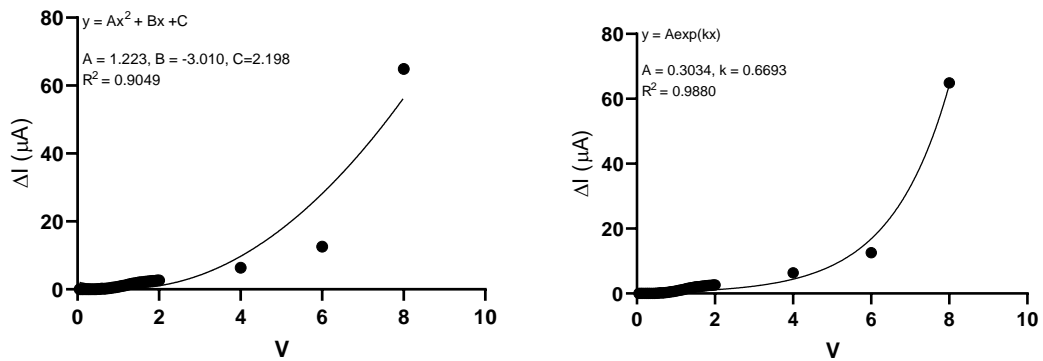 80
60
40
20
0
ΔI (μA)
y = Ax² + Bx +C
A = 1.223, B = -3.010, C=2.198
R² = 0.9049
0 2 4 6 8 10
V
80
60
40
20
0
ΔI (μA)
y = Aexp(kx)
A = 0.3034, k = 0.6693
R² = 0.9880
0 2 4 6 8 10
V